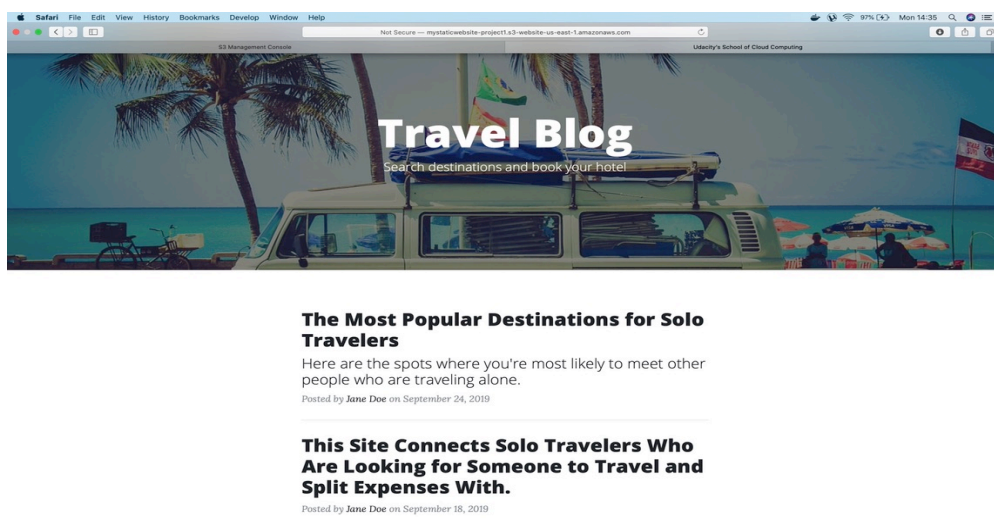 Safari File Edit View History Bookmarks Develop Window Help
97% Mon 14:35
Not Secure — mystaticwebsite-project1.s3-website-us-east-1.amazonaws.com
S3 Management Console
Udacity's School of Cloud Computing
Travel Blog
Search destinations and book your hotel
The Most Popular Destinations for Solo
Travelers
Here are the spots where you're most likely to meet other
people who are traveling alone.
Posted by Jane Doe on September 24, 2019
This Site Connects Solo Travelers Who
Are Looking for Someone to Travel and
Split Expenses With.
Posted by Jane Doe on September 18, 2019